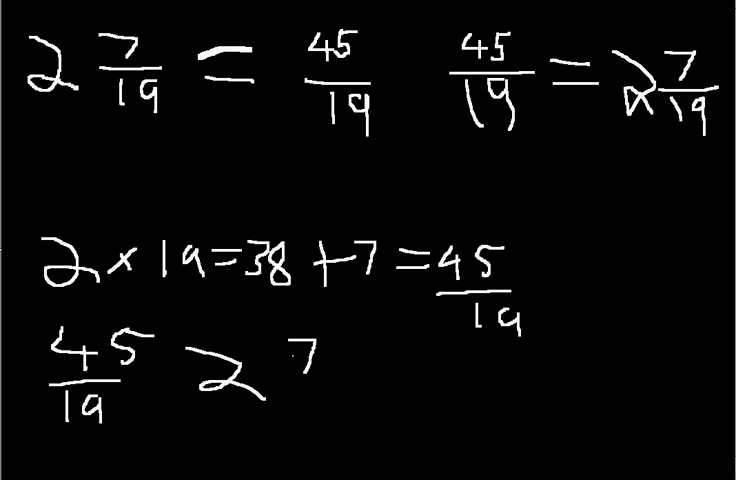 2 7/19 = 45/19 45/19 = 2 7/19
2 × 19 = 38 + 7 = 45/19
45/19 2 7